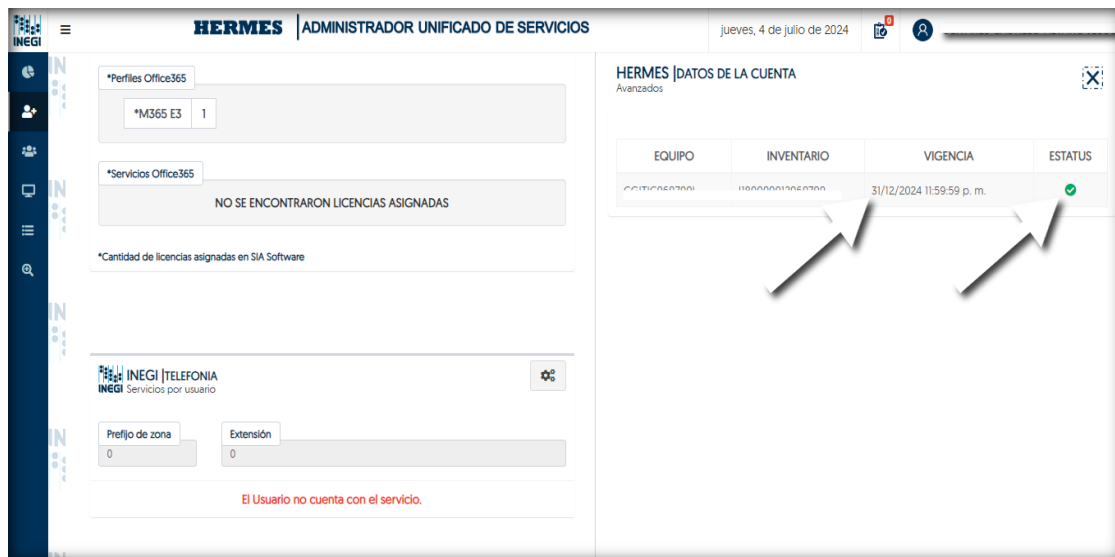 INEGI
HERMES | ADMINISTRADOR UNIFICADO DE SERVICIOS
jueves, 4 de julio de 2024
0
*Perfiles Office365
*M365 E3 1
*Servicios Office365
NO SE ENCONTRARON LICENCIAS ASIGNADAS
*Cantidad de licencias asignadas en SIA Software
INEGI |TELEFONIA
INEGI Servicios por usuario
Prefijo de zona Extensión
0 0
El Usuario no cuenta con el servicio.
HERMES |DATOS DE LA CUENTA
Avanzados
EQUIPO INVENTARIO VIGENCIA ESTATUS
31/12/2024 11:59:59 p. m.